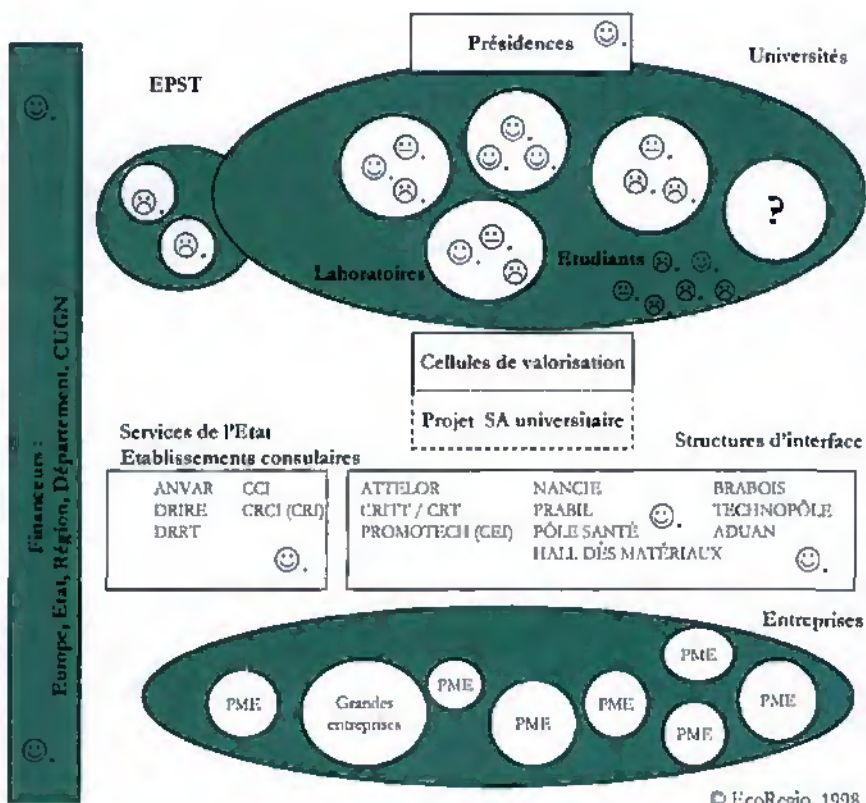 Présidences
Universités
EPST
?
Laboratoires
Etudiants
Cellules de valorisation
Projet SA universitaire
Services de l'Etat
Etablissements consulaires
Structures d'interface
ANVAR CCI
DRIRE CRCI (CRI)
DRRT
ATTELOR NANCIE BRABOIS
CRITT / CRT PRABIL TECHNOPÔLE
PROMOTECH (CEI) PÔLE SANTÉ ADUAN
HALL DES MATÉRIAUX
Entreprises
PME
Grandes
entreprises
PME
PME
PME
PME
PME
PME
Financeurs :
Europe, Etat, Région, Département, CUGN
© EcoRegio, 1998